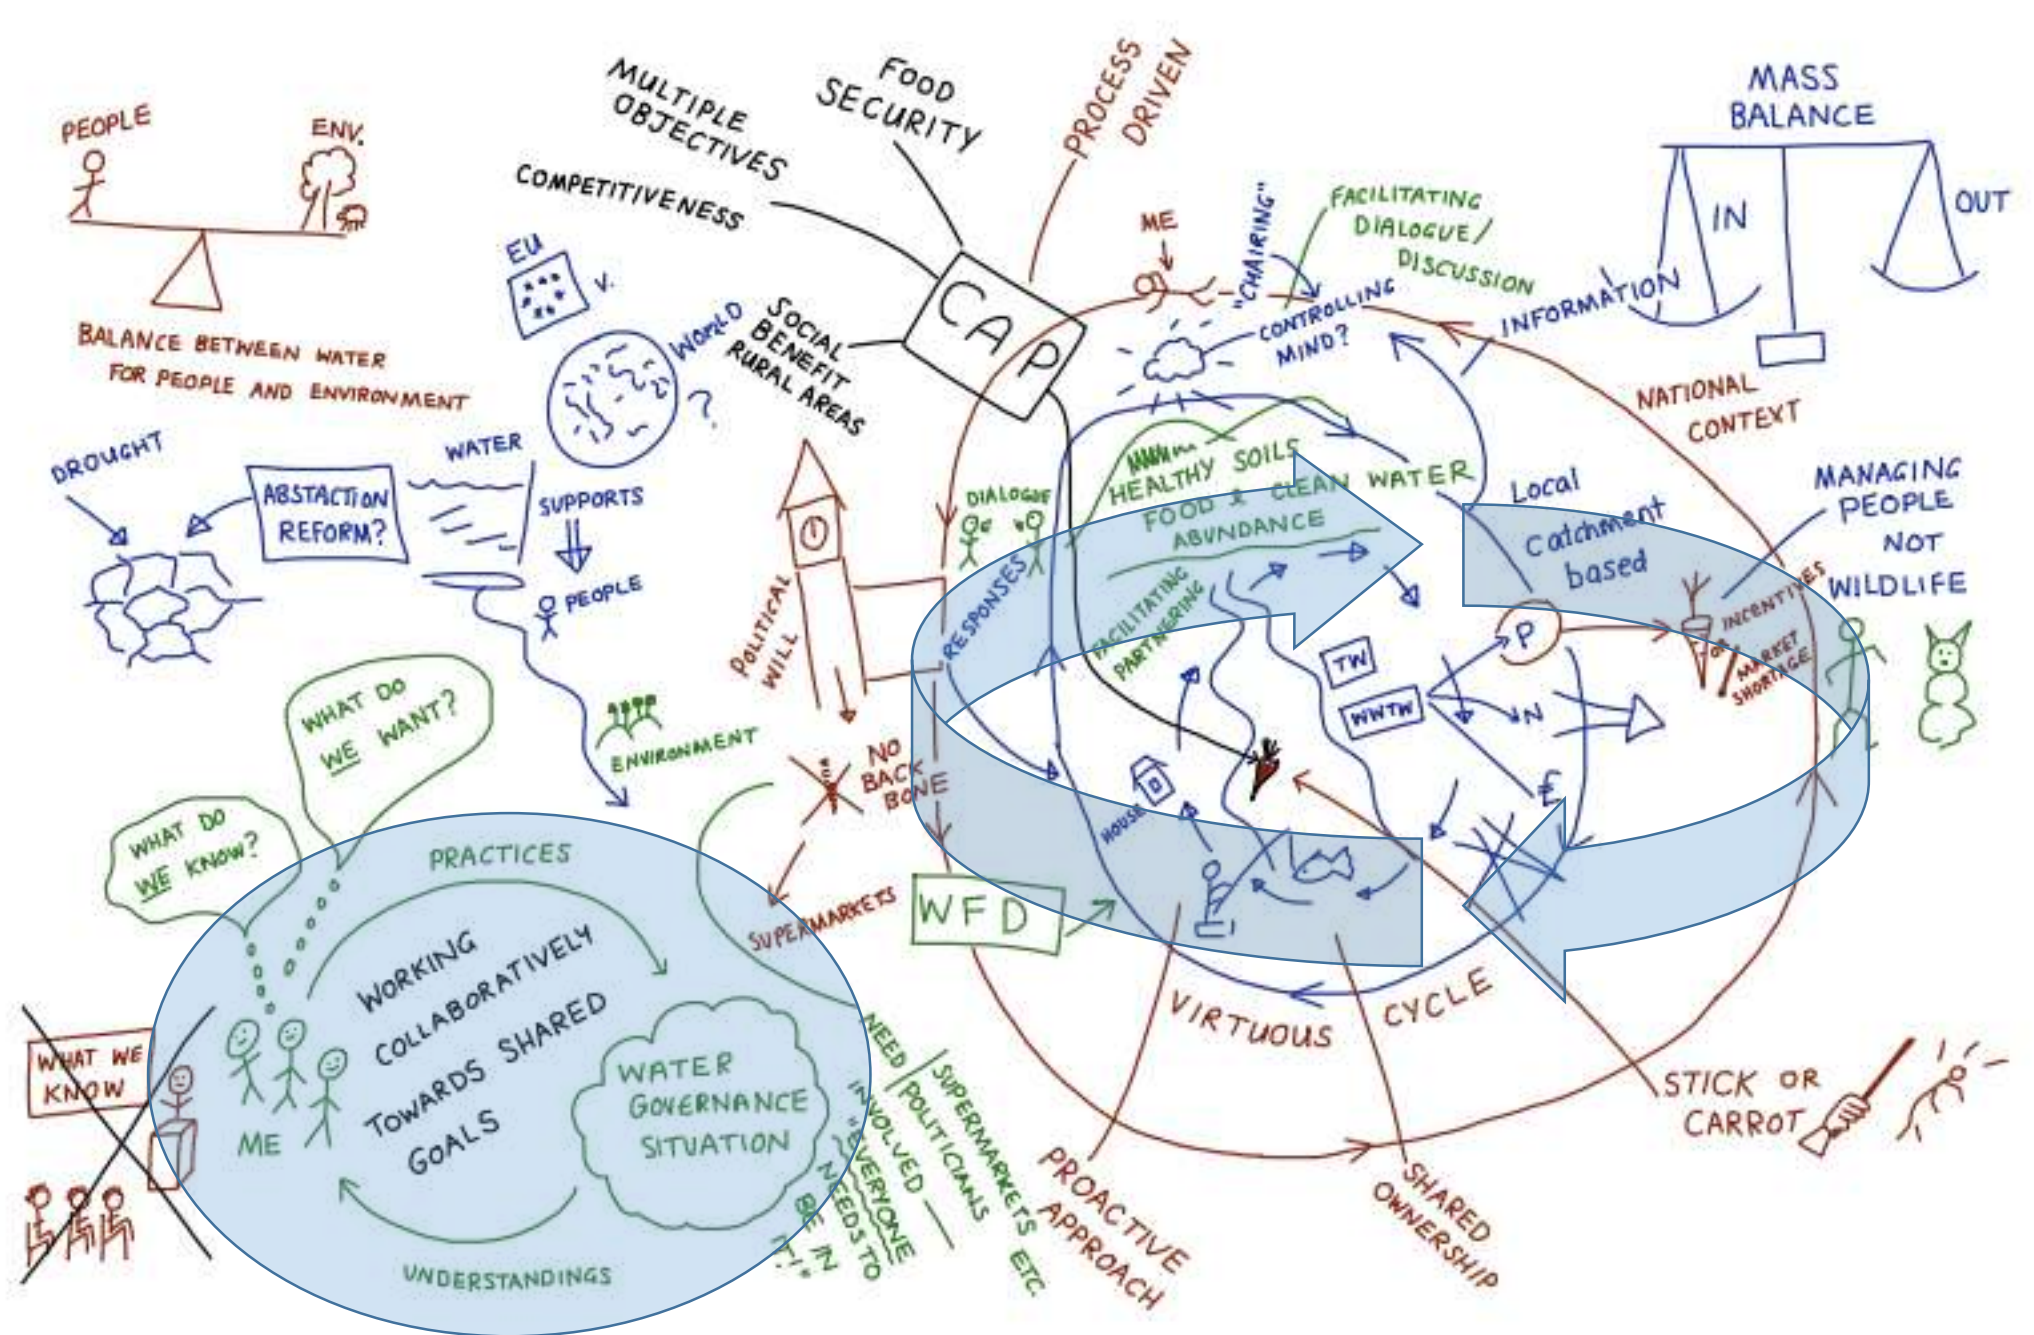 PEOPLE
ENV.
BALANCE BETWEEN WATER
FOR PEOPLE AND ENVIRONMENT
MULTIPLE
OBJECTIVES
FOOD
SECURITY
COMPETITIVENESS
SOCIAL
BENEFIT
RURAL AREAS
CAP
PROCESS
DRIVEN
ME
"CHAIRING"
FACILITATING
DIALOGUE/
DISCUSSION
CONTROLLING
MIND?
INFORMATION
MASS
BALANCE
IN
OUT
NATIONAL
CONTEXT
EU
V.
WORLD
?
DROUGHT
ABSTACTION
REFORM?
WATER
SUPPORTS
PEOPLE
ENVIRONMENT
POLITICAL
WILL
DIALOGUE
RESPONSES
HEALTHY SOILS
FOOD & CLEAN WATER
ABUNDANCE
FACILITATING
PARTNERING
Local
Catchment
based
MANAGING
PEOPLE
NOT
WILDLIFE
INCENTIVES
OR
MARKET
SHORTAGE
TW
WWTW
P
N
£
HOUSE
NO
BACK
BONE
SUPERMARKETS
WFD
VIRTUOUS CYCLE
STICK OR
CARROT
PROACTIVE
APPROACH
SHARED
OWNERSHIP
WHAT DO
WE WANT?
WHAT DO
WE KNOW?
PRACTICES
WORKING
COLLABORATIVELY
TOWARDS SHARED
GOALS
ME
WATER
GOVERNANCE
SITUATION
UNDERSTANDINGS
WHAT WE
KNOW
SUPERMARKETS ETC
NEED POLITICIANS
INVOLVED
"EVERYONE
NEEDS TO
BE IN
IT!"